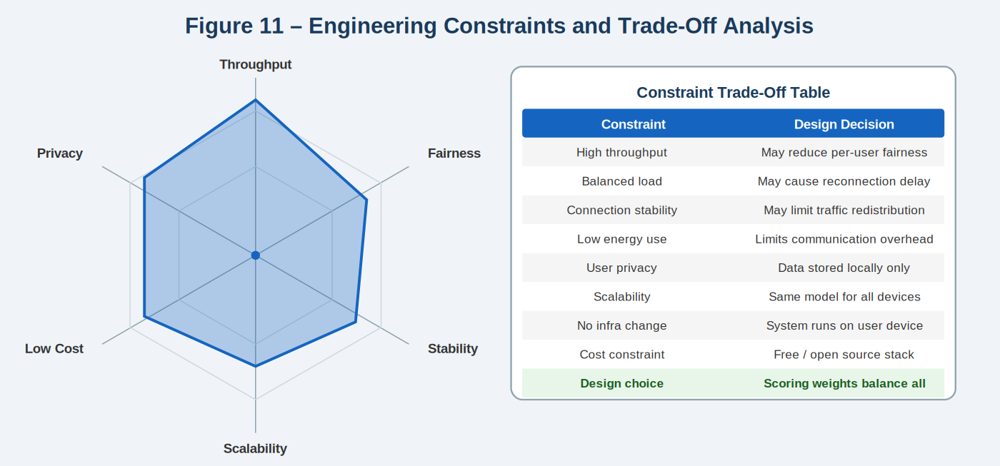 Figure 11 – Engineering Constraints and Trade-Off Analysis
Throughput
Privacy
Fairness
Low Cost
Stability
Scalability
Constraint Trade-Off Table
Constraint Design Decision
High throughput May reduce per-user fairness
Balanced load May cause reconnection delay
Connection stability May limit traffic redistribution
Low energy use Limits communication overhead
User privacy Data stored locally only
Scalability Same model for all devices
No infra change System runs on user device
Cost constraint Free / open source stack
Design choice Scoring weights balance all